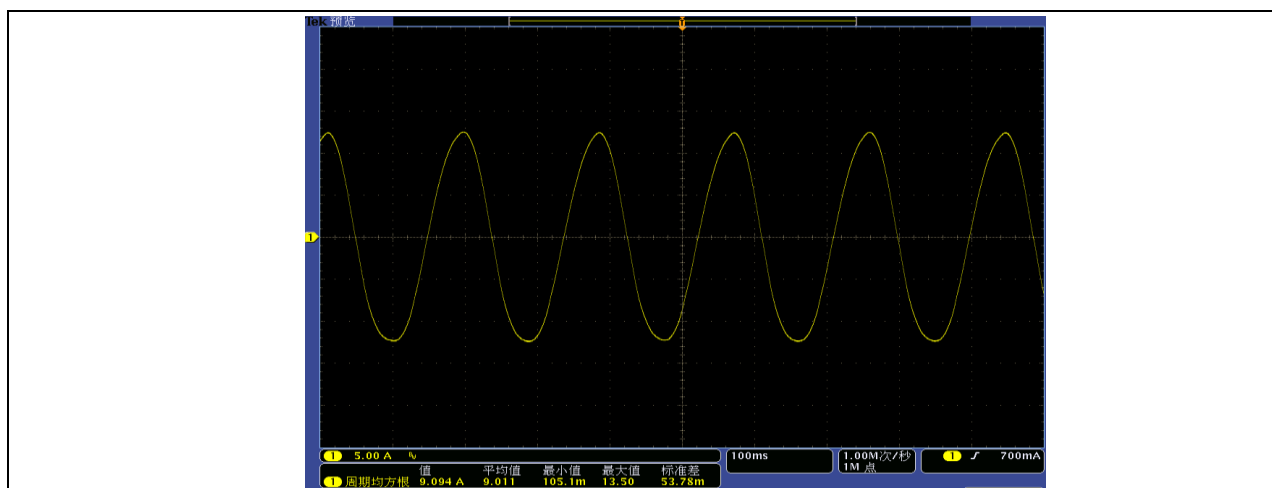 Tek 预览
1
1 5.00 A
100ms
1.00M次/秒
1M 点
1 700mA
值 平均值 最小值 最大值 标准差
1 周期均方根 9.094 A 9.011 105.1m 13.50 53.78m